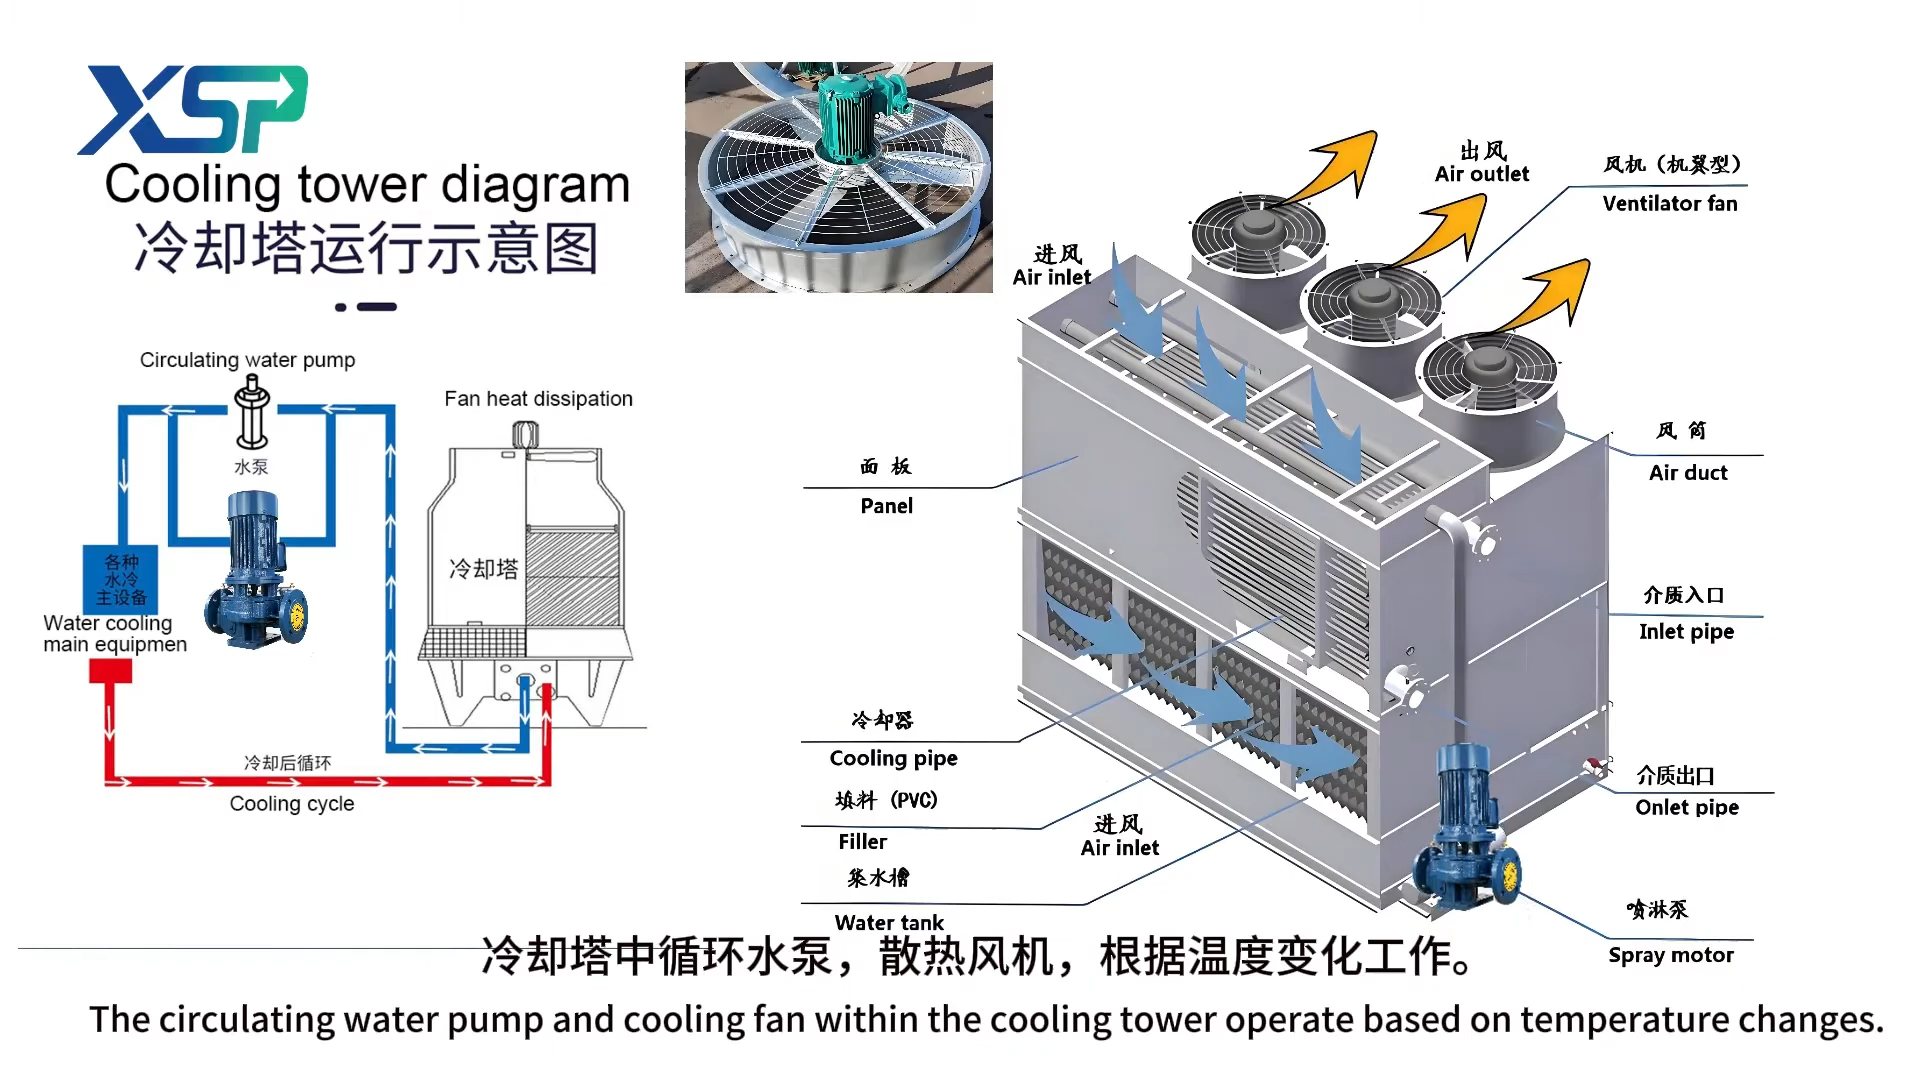 XSP
Cooling tower diagram
冷却塔运行示意图
Circulating water pump
水泵
Fan heat dissipation
冷却塔
各种
水冷
主设备
Water cooling
main equipmen
冷却后循环
Cooling cycle
出风
Air outlet
风机（机翼型）
Ventilator fan
进风
Air inlet
面 板
Panel
风 筒
Air duct
介质入口
Inlet pipe
冷却器
Cooling pipe
填料 (PVC)
Filler
进风
Air inlet
集水槽
Water tank
介质出口
Onlet pipe
喷淋泵
Spray motor
冷却塔中循环水泵，散热风机，根据温度变化工作。
The circulating water pump and cooling fan within the cooling tower operate based on temperature changes.